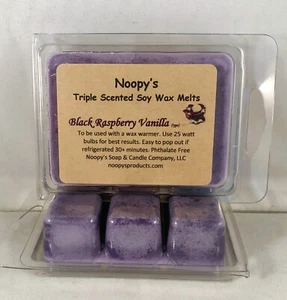 Noopy's
Triple Scented Soy Wax Melts
Black Raspberry Vanilla
To be used with a wax warmer. Use 25 watt
bulbs for best results. Easy to pop out if
refrigerated 30+ minutes. Phthalate Free
Noopy's Soap & Candle Company, LLC
noopysproducts.com